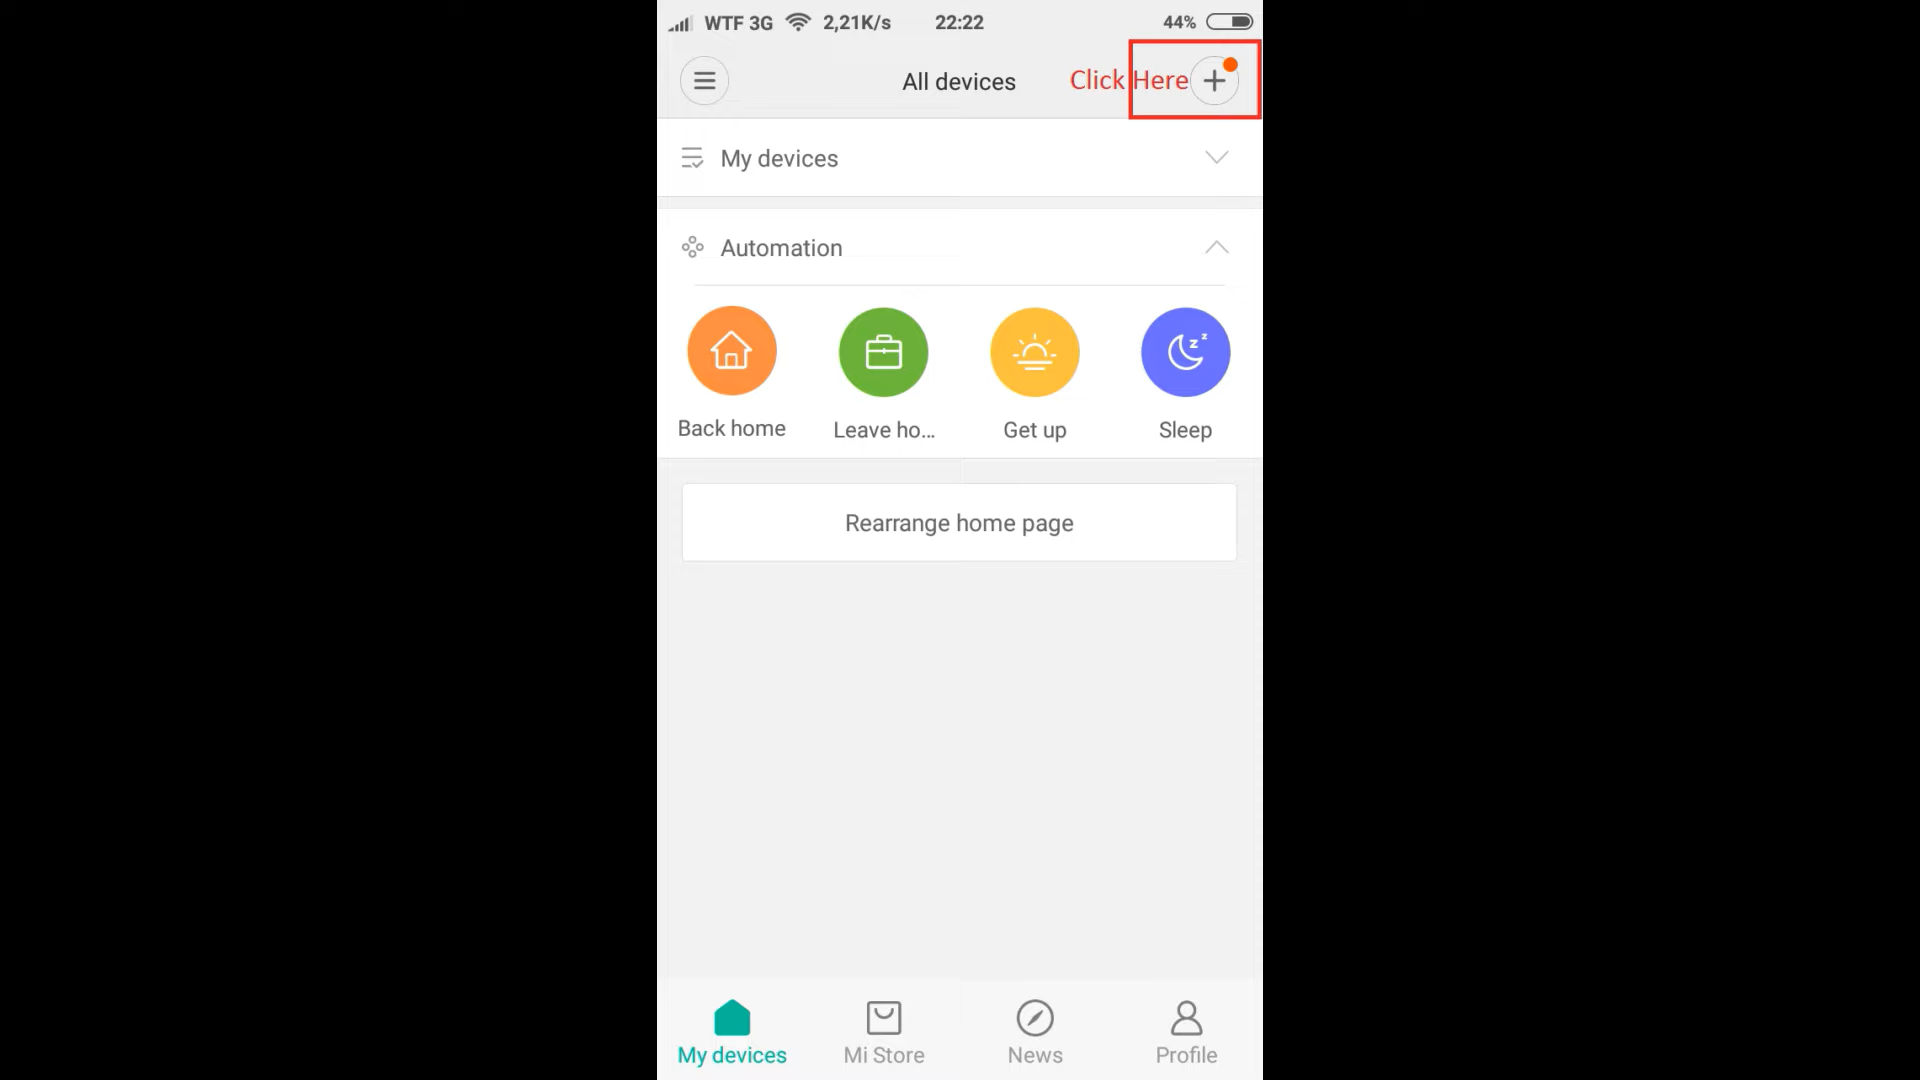 WTF 3G 2,21K/s 22:22 44%
All devices Click Here
My devices
Automation
Back home Leave ho... Get up Sleep
Rearrange home page
My devices Mi Store News Profile